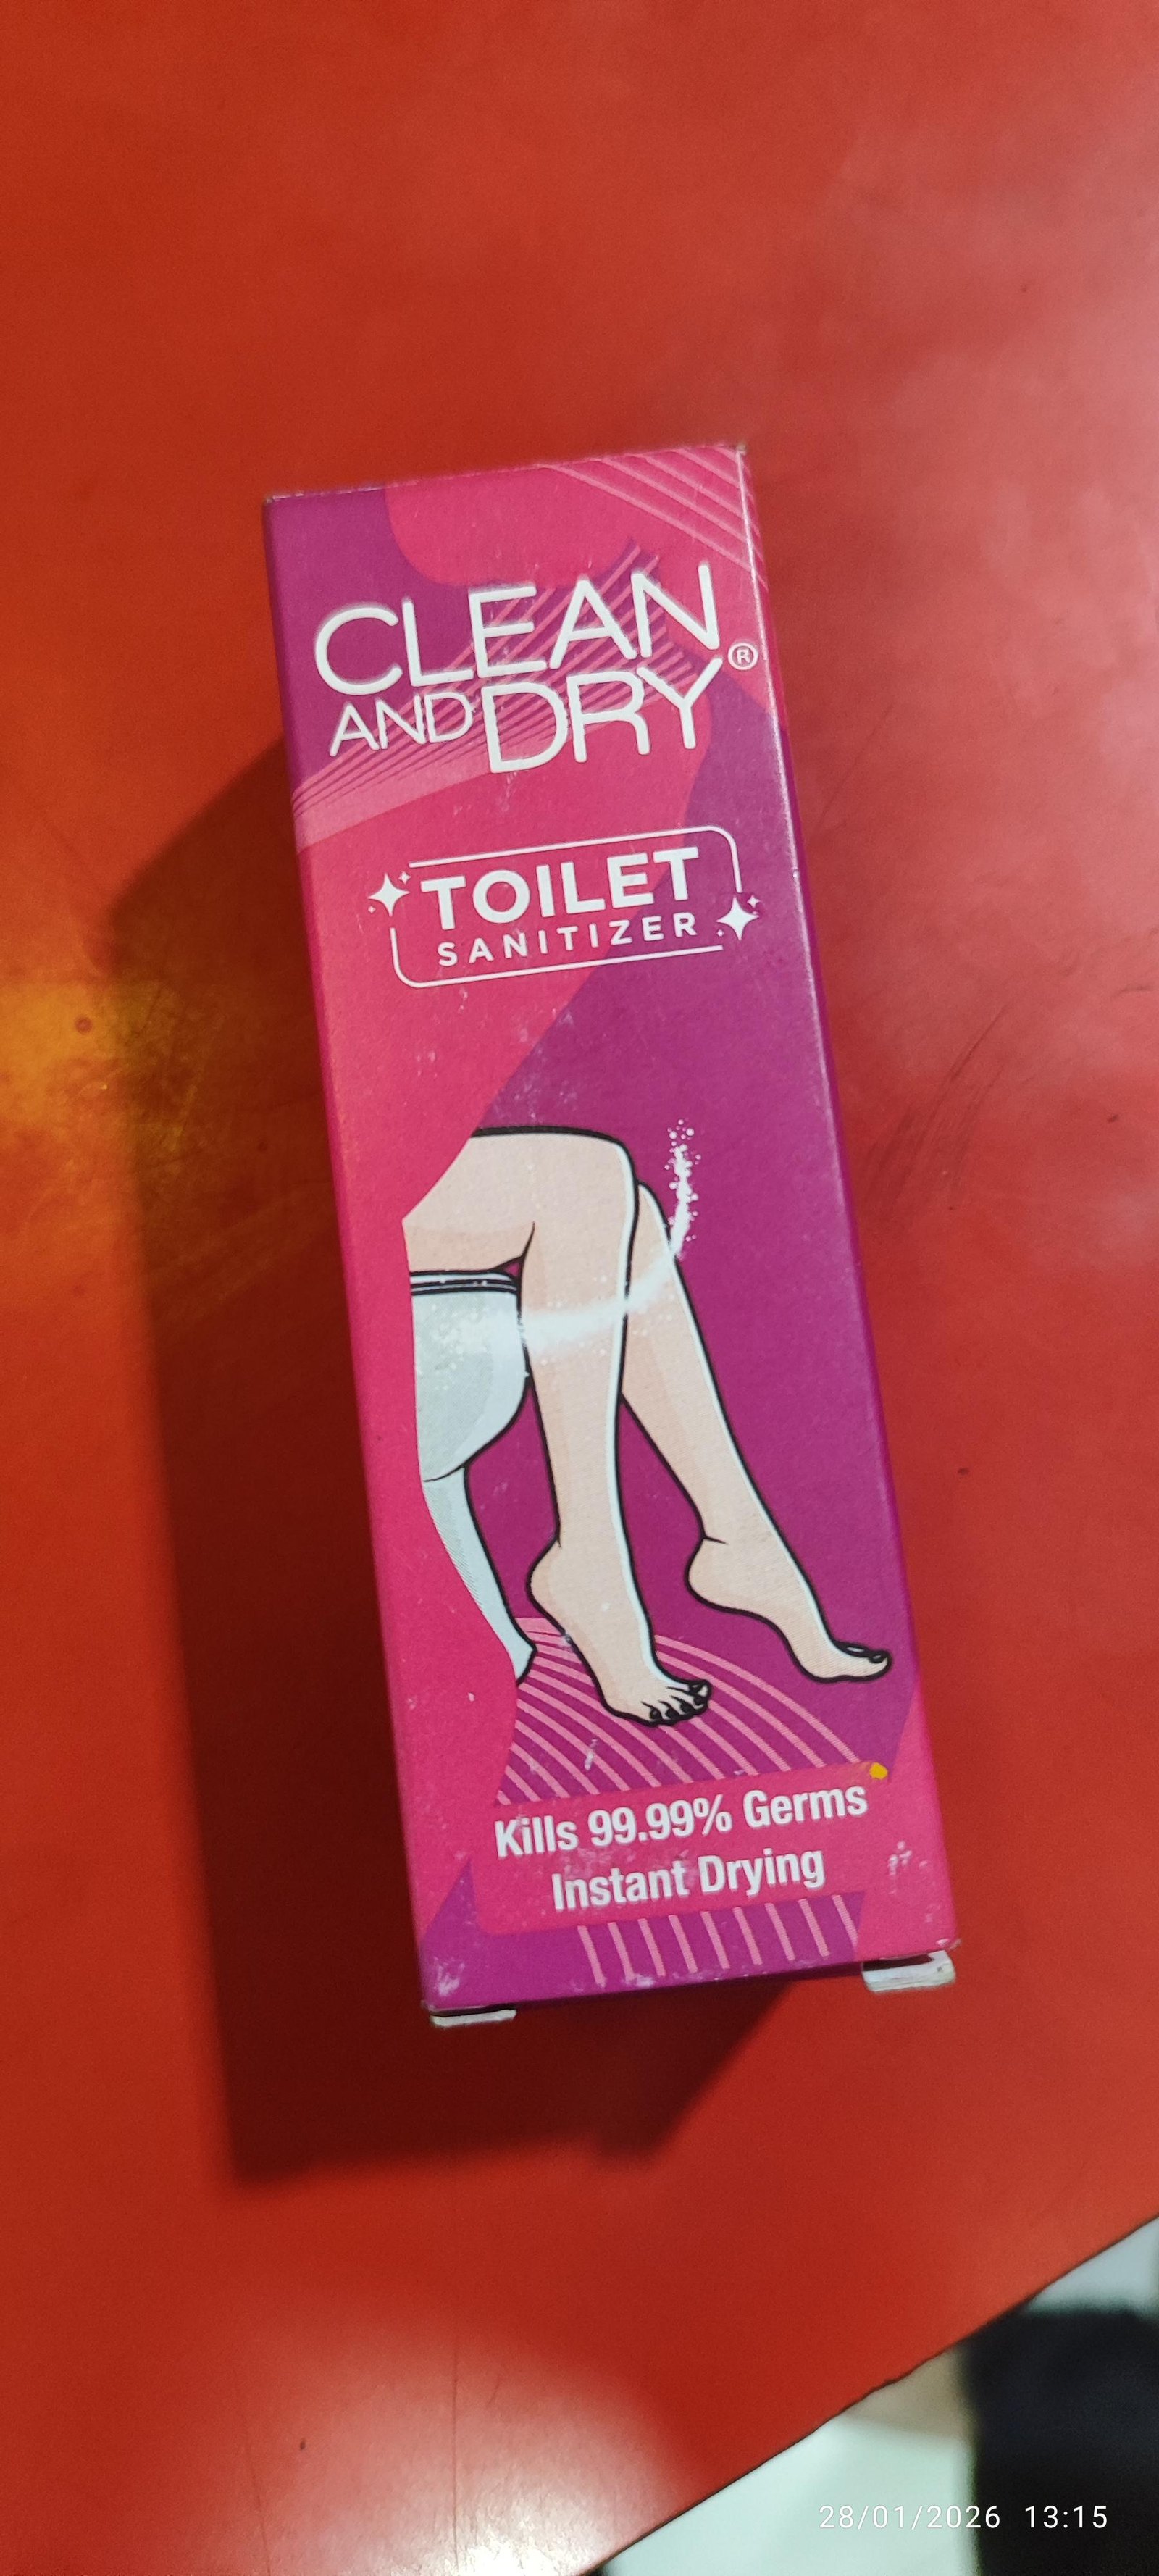 CLEAN
AND DRY®
TOILET
SANITIZER
Kills 99.99% Germs
Instant Drying
28/01/2026 13:15